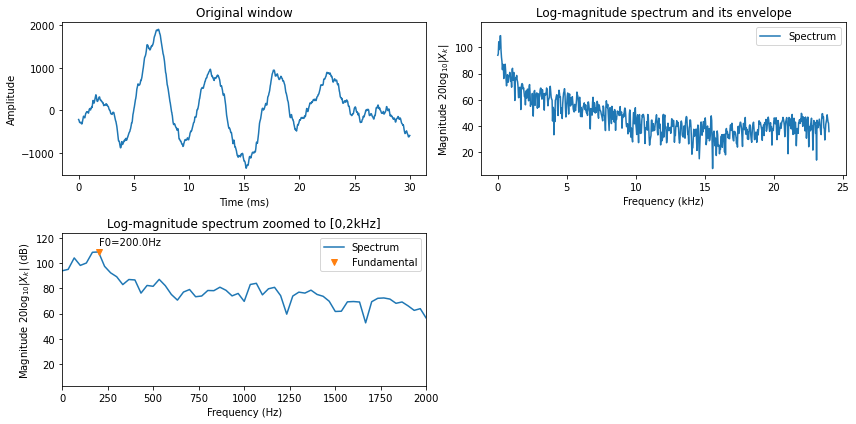 Original window
2000
1000
0
−1000
Amplitude
0
5
10
15
20
25
30
Time (ms)
Log-magnitude spectrum and its envelope
Spectrum
100
80
60
40
20
Magnitude 20log₁₀|Xₖ|
0
5
10
15
20
25
Frequency (kHz)
Log-magnitude spectrum zoomed to [0,2kHz]
F0=200.0Hz
Spectrum
Fundamental
120
100
80
60
40
20
Magnitude 20log₁₀|Xₖ| (dB)
0
250
500
750
1000
1250
1500
1750
2000
Frequency (Hz)